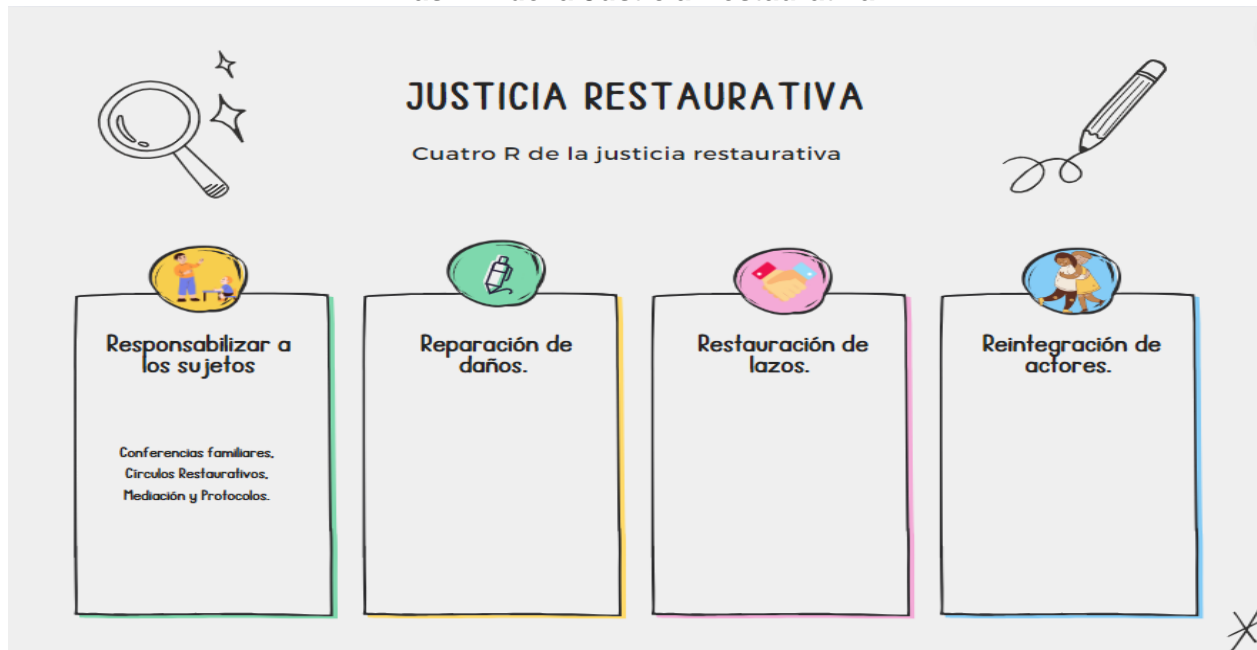 JUSTICIA RESTAURATIVA
Cuatro R de la justicia restaurativa
Responsabilizar a
los sujetos
Conferencias familiares,
Círculos Restaurativos,
Mediación y Protocolos.
Reparación de
daños.
Restauración de
lazos.
Reintegración de
actores.